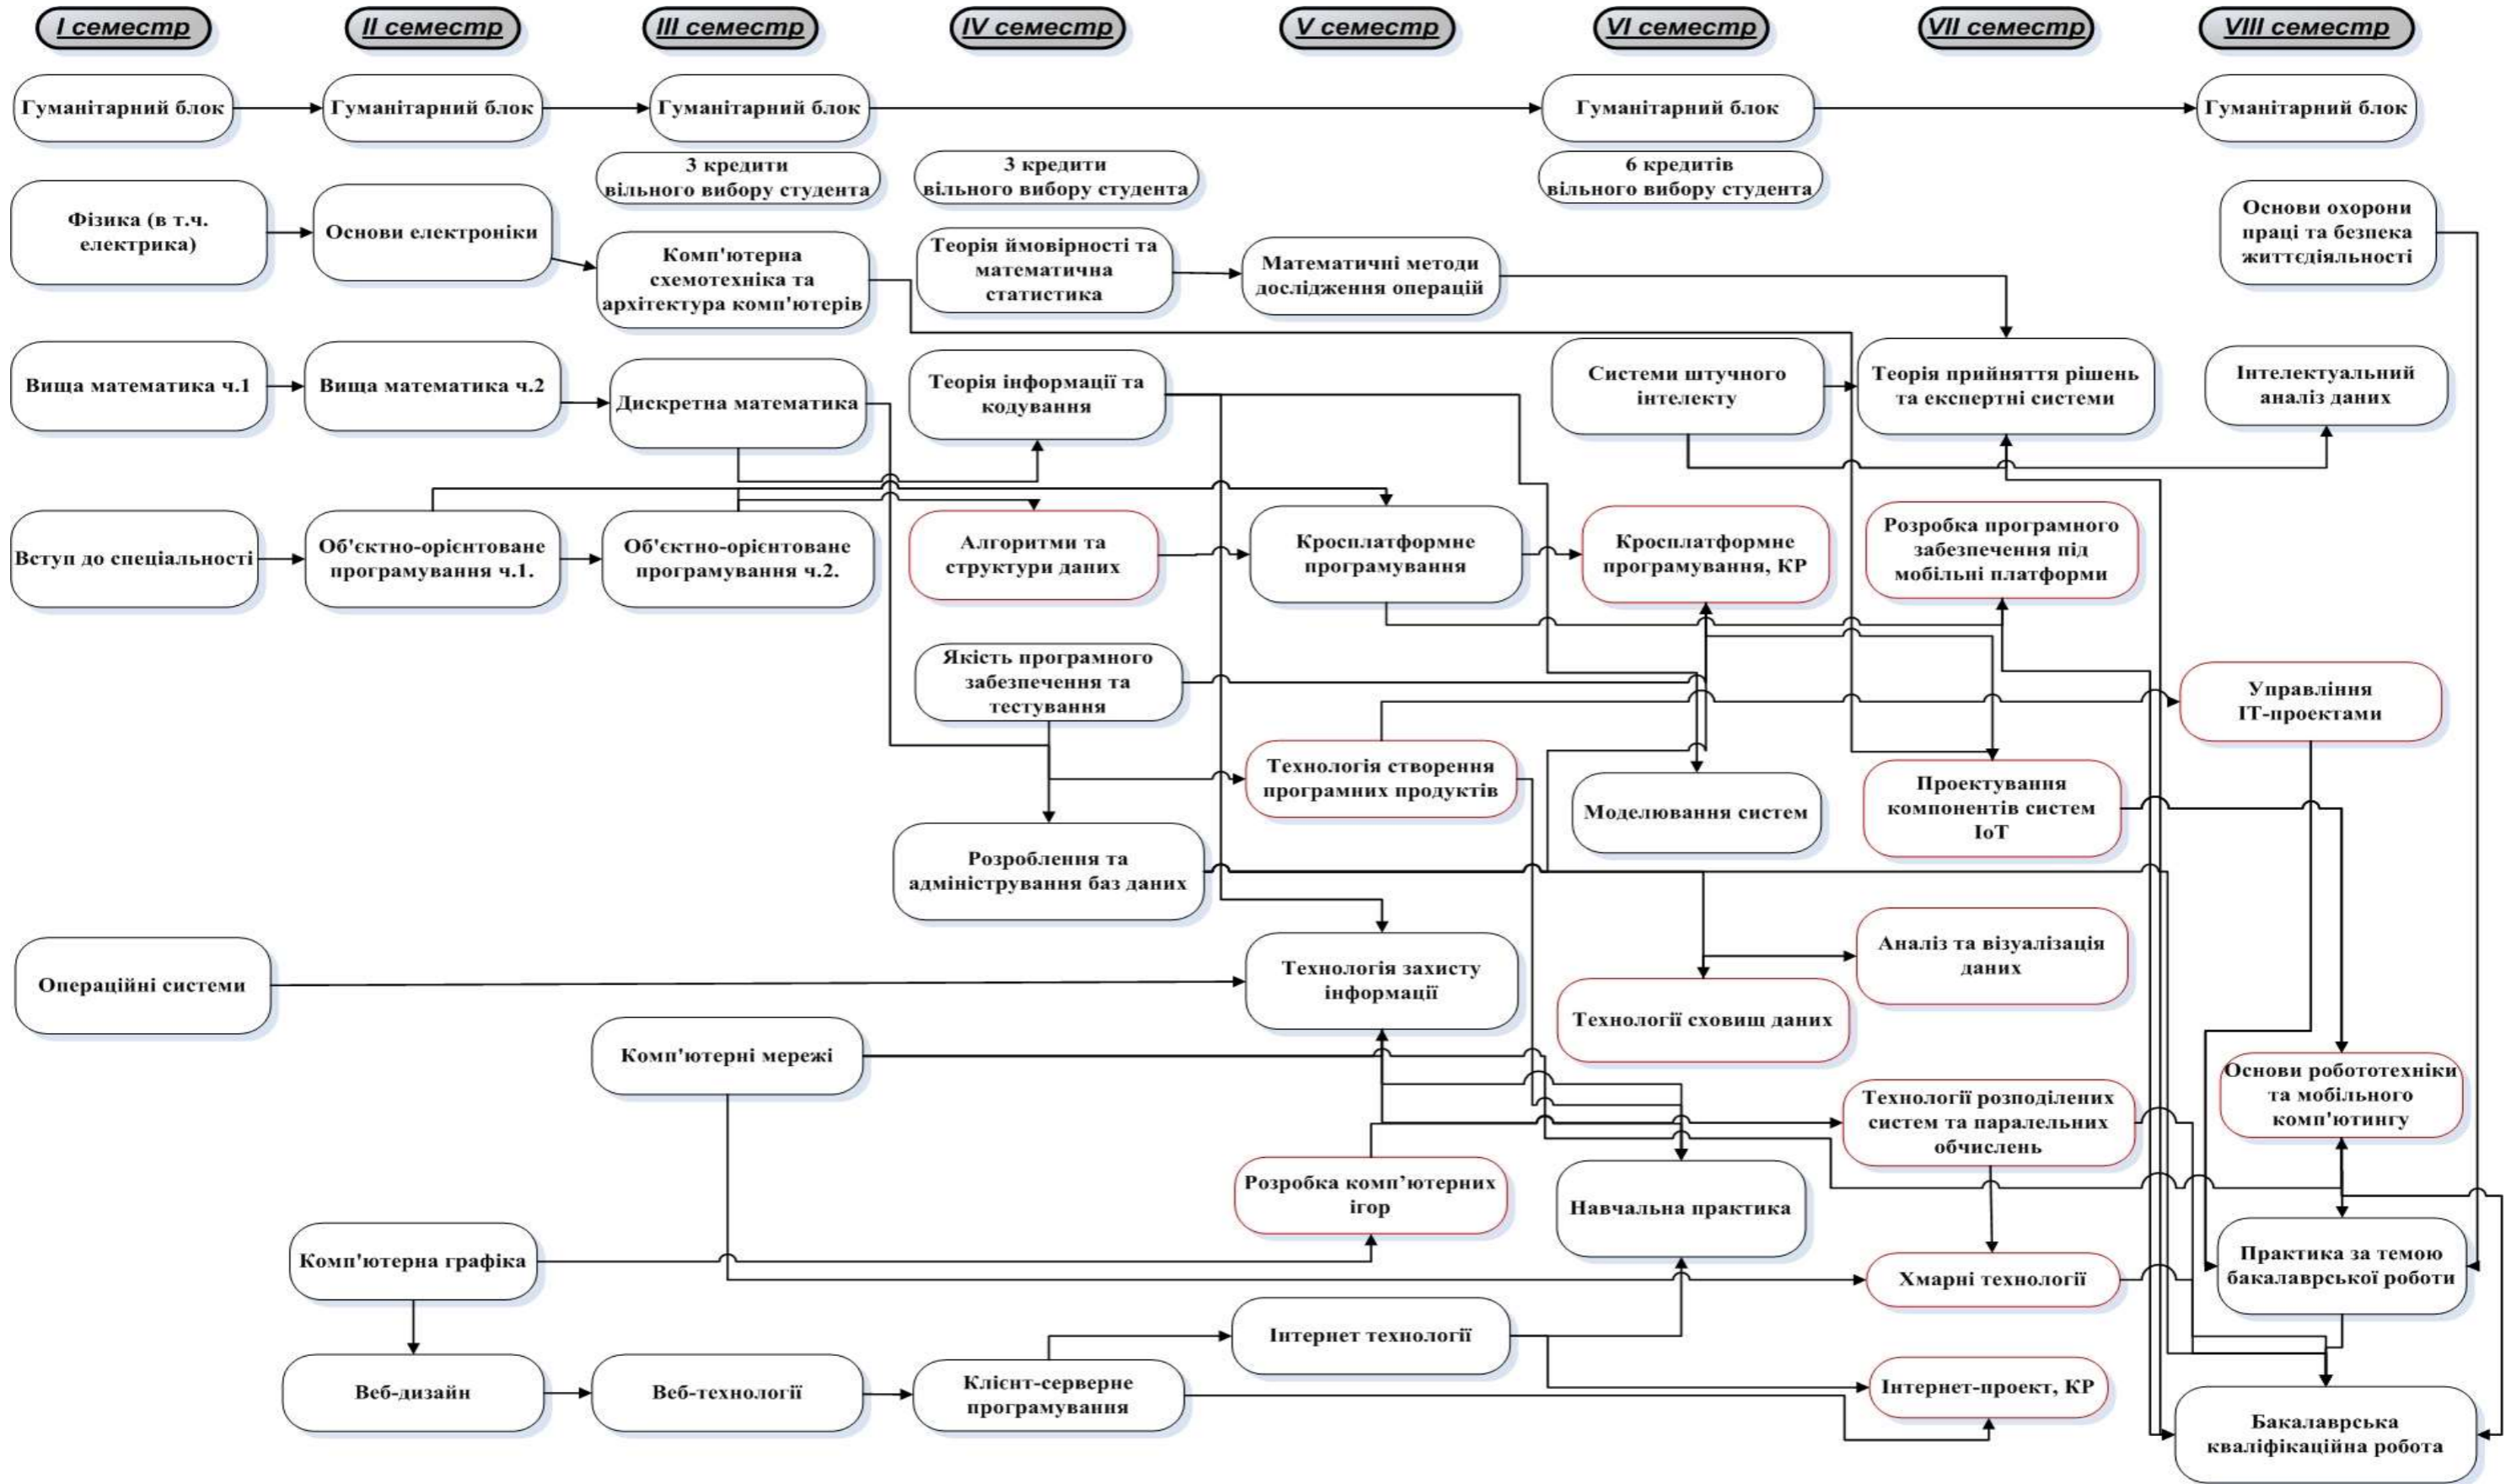 I семестр
II семестр
III семестр
IV семестр
V семестр
VI семестр
VII семестр
VIII семестр
Гуманітарний блок
Гуманітарний блок
Гуманітарний блок
Гуманітарний блок
Гуманітарний блок
3 кредити
вільного вибору студента
3 кредити
вільного вибору студента
6 кредитів
вільного вибору студента
Фізика (в т.ч.
електрика)
Основи електроніки
Комп'ютерна
схемотехніка та
архітектура комп'ютерів
Теорія ймовірності та
математична
статистика
Математичні методи
дослідження операцій
Основи охорони
праці та безпека
життєдіяльності
Вища математика ч.1
Вища математика ч.2
Дискретна математика
Теорія інформації та
кодування
Системи штучного
інтелекту
Теорія прийняття рішень
та експертні системи
Інтелектуальний
аналіз даних
Вступ до спеціальності
Об'єктно-орієнтоване
програмування ч.1.
Об'єктно-орієнтоване
програмування ч.2.
Алгоритми та
структури даних
Кросплатформне
програмування
Кросплатформне
програмування, КР
Розробка програмного
забезпечення під
мобільні платформи
Якість програмного
забезпечення та
тестування
Управління
ІТ-проектами
Технологія створення
програмних продуктів
Моделювання систем
Проектування
компонентів систем
IoT
Розроблення та
адміністрування баз даних
Операційні системи
Технологія захисту
інформації
Аналіз та візуалізація
даних
Технології сховищ даних
Комп'ютерні мережі
Основи робототехніки
та мобільного
комп'ютингу
Технології розподілених
систем та паралельних
обчислень
Розробка комп’ютерних
ігор
Навчальна практика
Комп'ютерна графіка
Хмарні технології
Практика за темою
бакалаврської роботи
Інтернет технології
Веб-дизайн
Веб-технології
Клієнт-серверне
програмування
Інтернет-проект, КР
Бакалаврська
кваліфікаційна робота